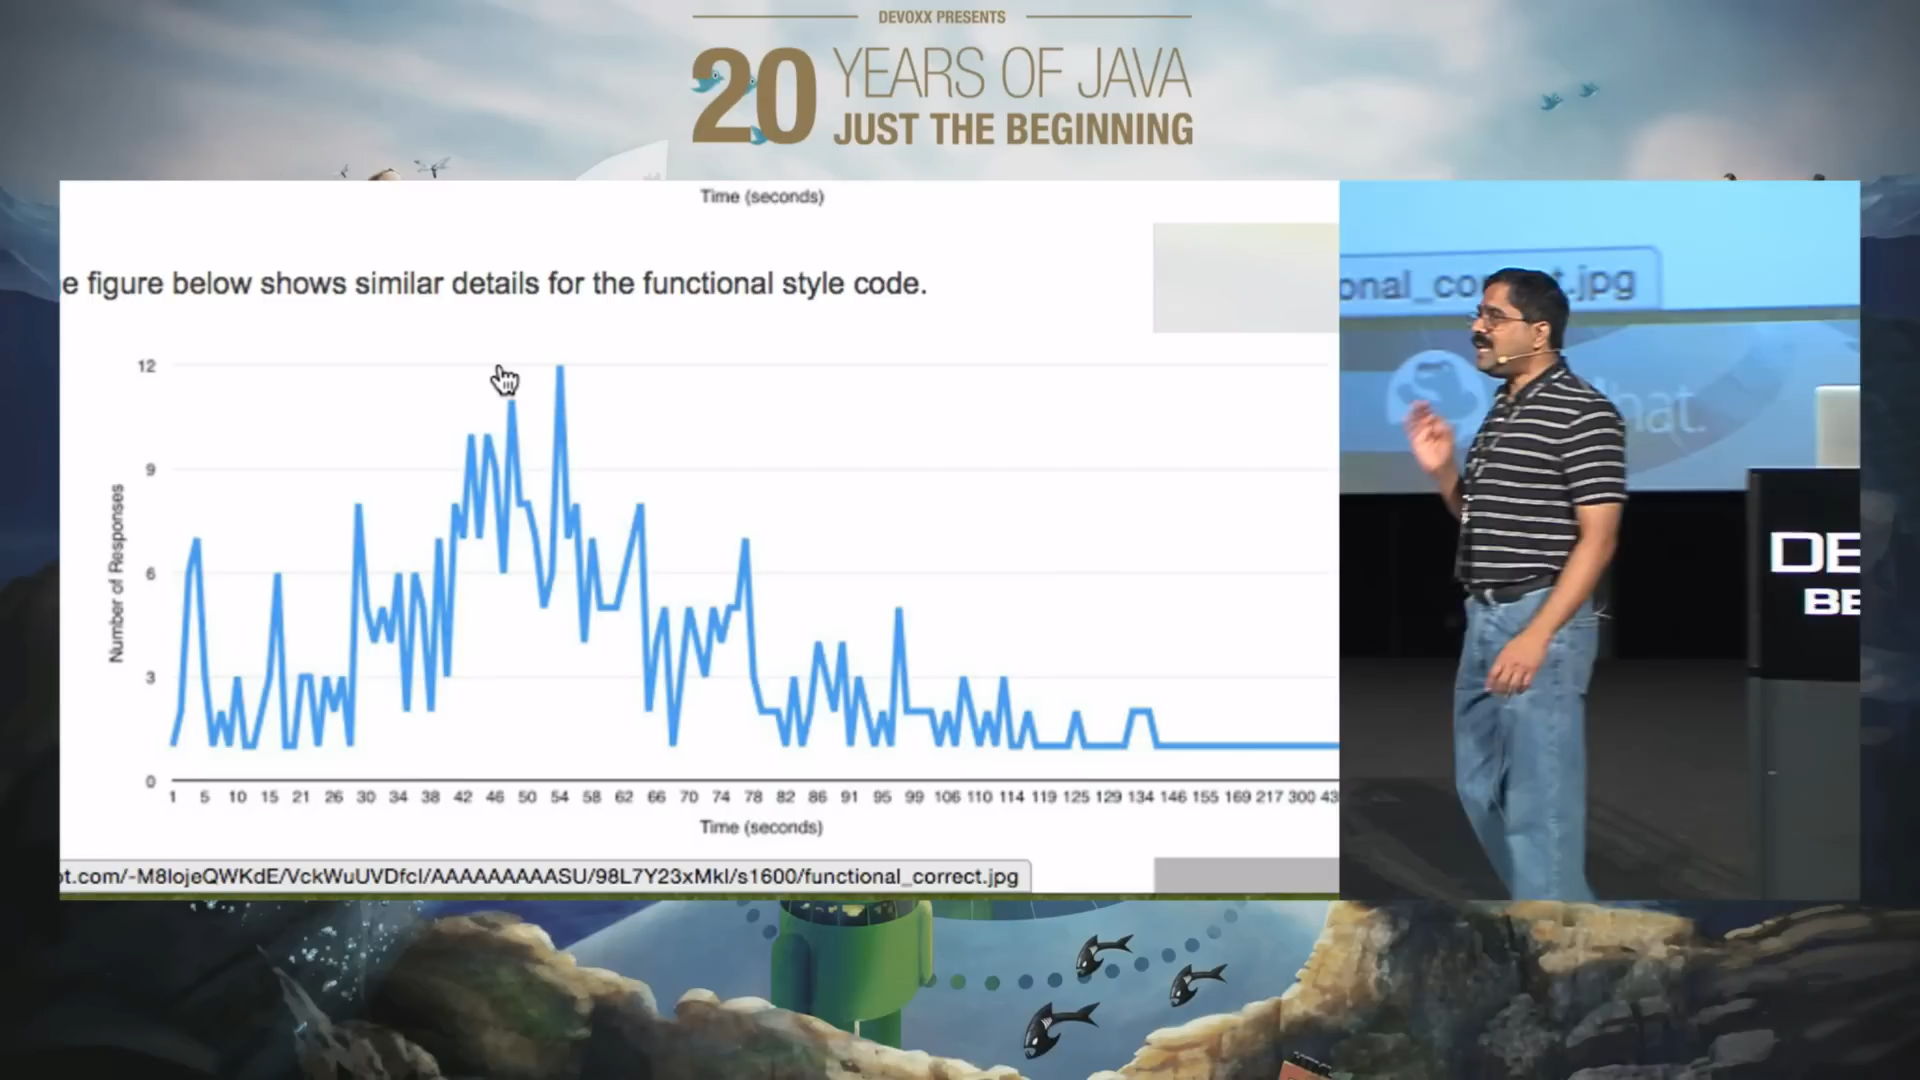 DEVOXX PRESENTS
20 YEARS OF JAVA
JUST THE BEGINNING
Time (seconds)
e figure below shows similar details for the functional style code.
12
9
6
3
0
Number of Responses
1 5 10 15 21 26 30 34 38 42 46 50 54 58 62 66 70 74 78 82 86 91 95 99 106 110 114 119 125 129 134 146 155 169 217 300 43
Time (seconds)
ot.com/-M8lojeQWKdE/VckWuUVDfcI/AAAAAAAAASU/98L7Y23xMkI/s1600/functional_correct.jpg
onal_co t.jpg
hat.
DE
BE